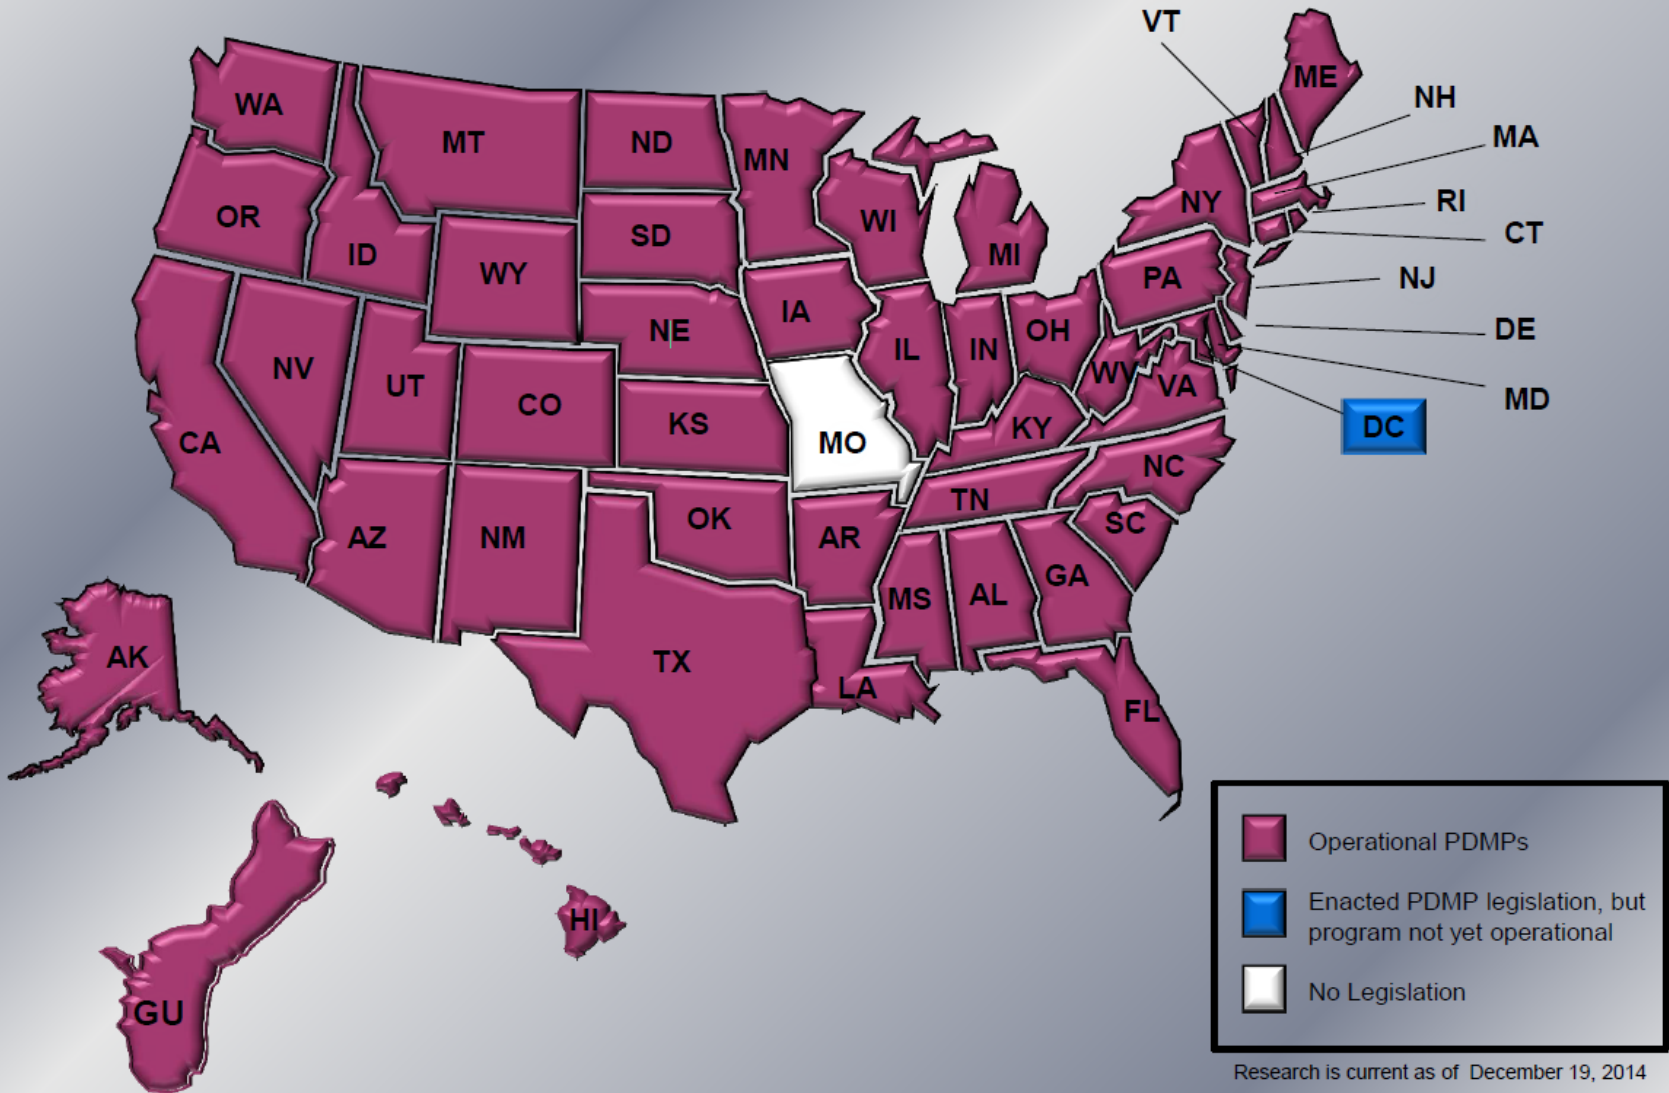 VT
ME
NH
WA
MT
ND
MN
MA
OR
ID
WY
SD
WI
MI
NY
RI
CT
PA
NJ
NV
UT
CO
NE
IA
IL
IN
OH
WV
VA
DE
MD
DC
CA
KS
MO
KY
NC
TN
AZ
NM
OK
AR
SC
MS
AL
GA
AK
TX
LA
FL
HI
GU
Operational PDMPs
Enacted PDMP legislation, but
program not yet operational
No Legislation
Research is current as of December 19, 2014